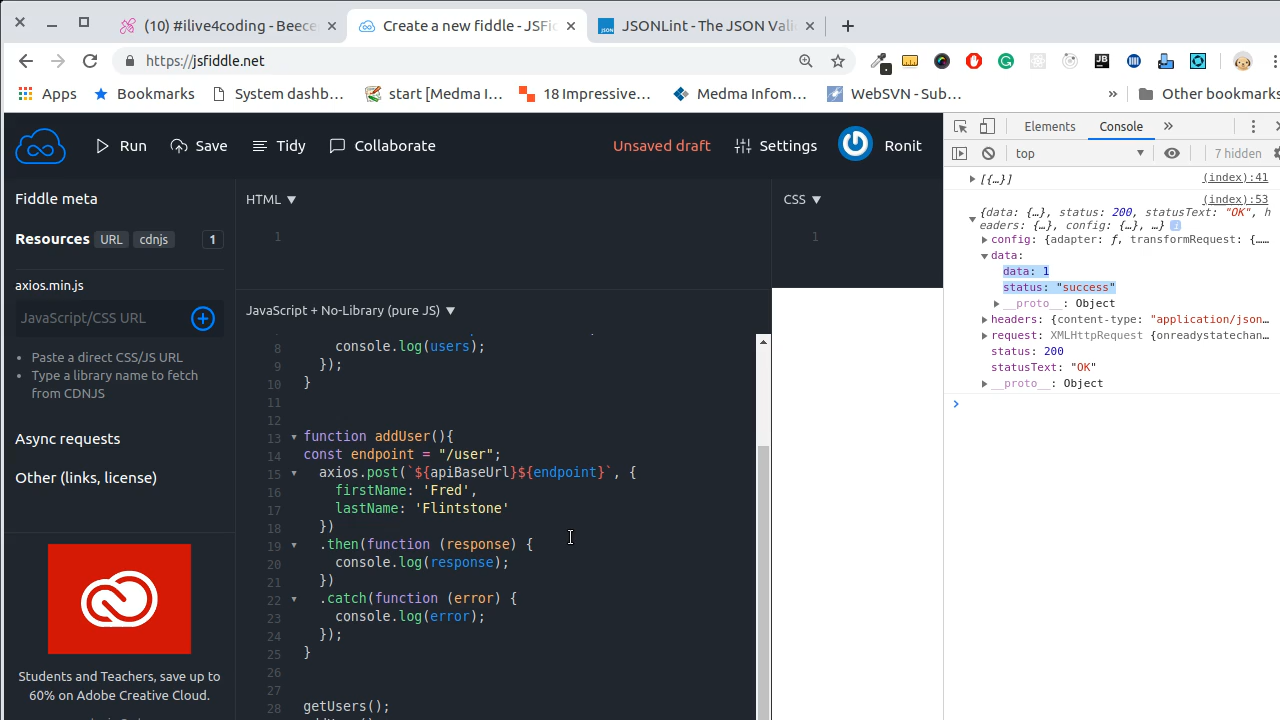 (10) #ilive4coding - Beece
Create a new fiddle - JSFi
JSONLint - The JSON Vali
https://jsfiddle.net
Apps
Bookmarks
System dashb...
start [Medma I...
18 Impressive...
Medma Infom...
WebSVN - Sub...
»
Other bookmarks
Run
Save
Tidy
Collaborate
Unsaved draft
Settings
Ronit
Elements
Console
»
top
7 hidden
Fiddle meta
Resources URL cdnjs 1
axios.min.js
JavaScript/CSS URL
• Paste a direct CSS/JS URL
• Type a library name to fetch
from CDNJS
Async requests
Other (links, license)
Students and Teachers, save up to
60% on Adobe Creative Cloud.
HTML ▼
1
CSS ▼
1
JavaScript + No-Library (pure JS) ▼
8 console.log(users);
9 });
10 }
11
12
13 function addUser(){
14 const endpoint = "/user";
15 axios.post(`${apiBaseUrl}${endpoint}`, {
16 firstName: 'Fred',
17 lastName: 'Flintstone'
18 })
19 .then(function (response) {
20 console.log(response);
21 })
22 .catch(function (error) {
23 console.log(error);
24 });
25 }
26
27
28 getUsers();
[{…}] (index):41
(index):53
{data: {…}, status: 200, statusText: "OK", h
eaders: {…}, config: {…}, …} i
config: {adapter: ƒ, transformRequest: {……
data:
data: 1
status: "success"
__proto__: Object
headers: {content-type: "application/json…
request: XMLHttpRequest {onreadystatechan…
status: 200
statusText: "OK"
__proto__: Object